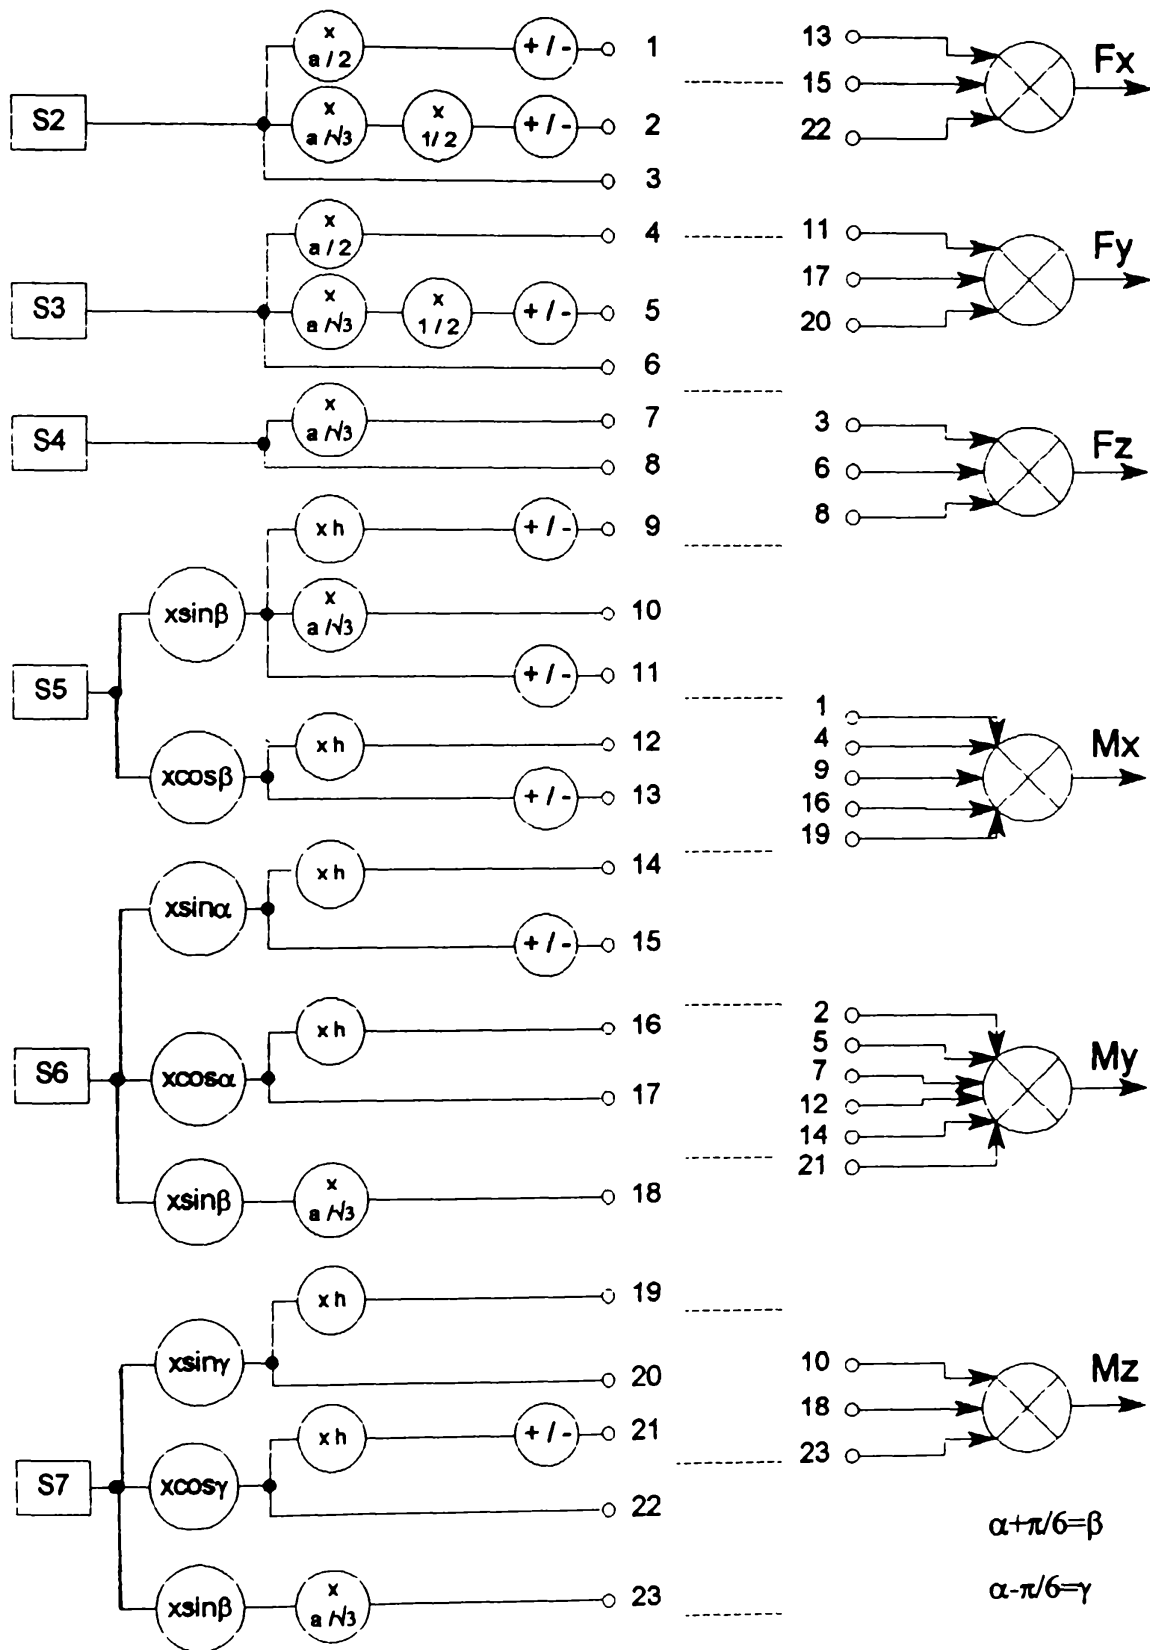 S2
x
a / 2
+ / -
1
x
a /√3
x
1/ 2
+ / -
2
3
S3
x
a / 2
4
x
a /√3
x
1 / 2
+ / -
5
6
S4
x
a /√3
7
8
S5
xsinβ
x h
+ / -
9
x
a /√3
10
+ / -
11
xcosβ
x h
12
+ / -
13
S6
xsinα
x h
14
+ / -
15
xcosα
x h
16
17
xsinβ
x
a /√3
18
S7
xsinγ
x h
19
20
xcosγ
x h
+ / -
21
22
xsinβ
x
a /√3
23
13
15
22
Fx
11
17
20
Fy
3
6
8
Fz
1
4
9
16
19
Mx
2
5
7
12
14
21
My
10
18
23
Mz
α+π/6=β
α-π/6=γ